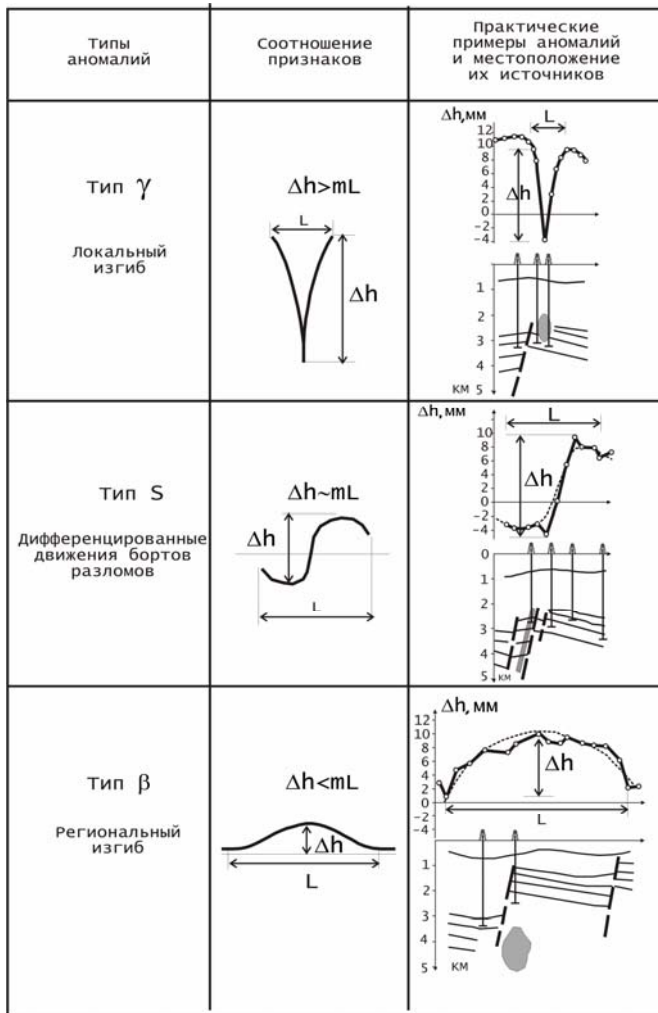 Типы
аномалий
Соотношение
признаков
Практические
примеры аномалий
и местоположение
их источников
Тип γ
Локальный
изгиб
Δh>mL
L
Δh
Δh,мм
L
12
10
8
6
4
2
0
−2
−4
Δh
1
2
3
4
км 5
Тип S
Дифференцированные
движения бортов
разломов
Δh~mL
Δh
L
Δh,мм
L
10
8
6
4
2
0
−2
−4
Δh
0
1
2
3
4
5 км
Тип β
Региональный
изгиб
Δh<mL
Δh
L
Δh,мм
12
10
8
6
4
2
0
−2
−4
Δh
L
1
2
3
4
5 км